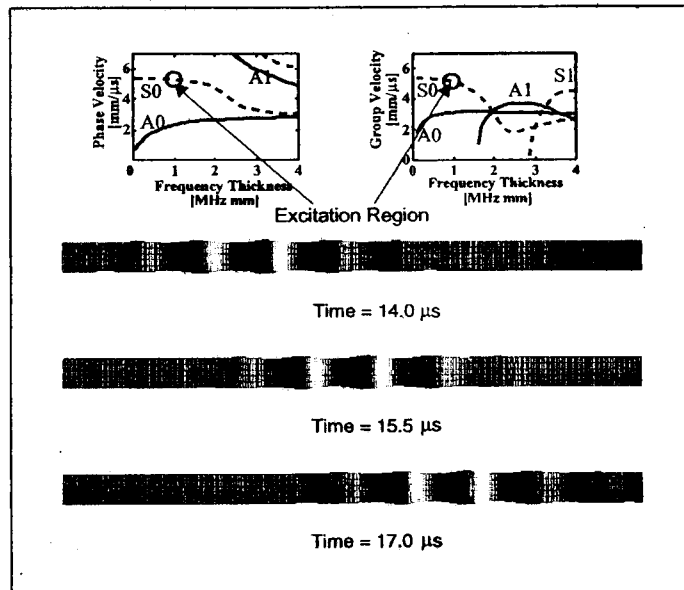 Phase Velocity
[mm/µs]
6
4
2
S0
A0
A1
0
1
2
3
4
Frequency Thickness
[MHz mm]
Group Velocity
[mm/µs]
6
4
2
0
S0
A0
A1
S1
0
1
2
3
4
Frequency Thickness
[MHz mm]
Excitation Region
Time = 14.0 µs
Time = 15.5 µs
Time = 17.0 µs